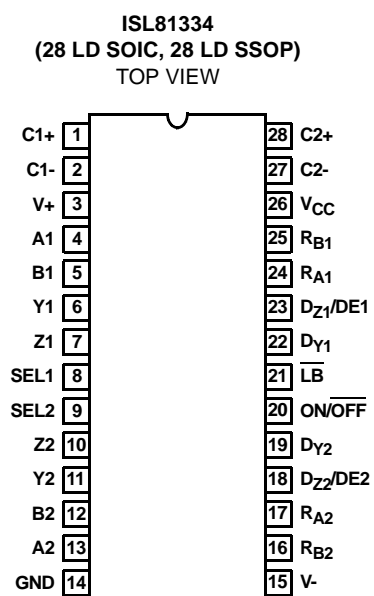 ISL81334
(28 LD SOIC, 28 LD SSOP)
TOP VIEW
C1+ 1 28 C2+
C1- 2 27 C2-
V+ 3 26 VCC
A1 4 25 RB1
B1 5 24 RA1
Y1 6 23 DZ1/DE1
Z1 7 22 DY1
SEL1 8 21 L̅B̅
SEL2 9 20 ON/O̅F̅F̅
Z2 10 19 DY2
Y2 11 18 DZ2/DE2
B2 12 17 RA2
A2 13 16 RB2
GND 14 15 V-